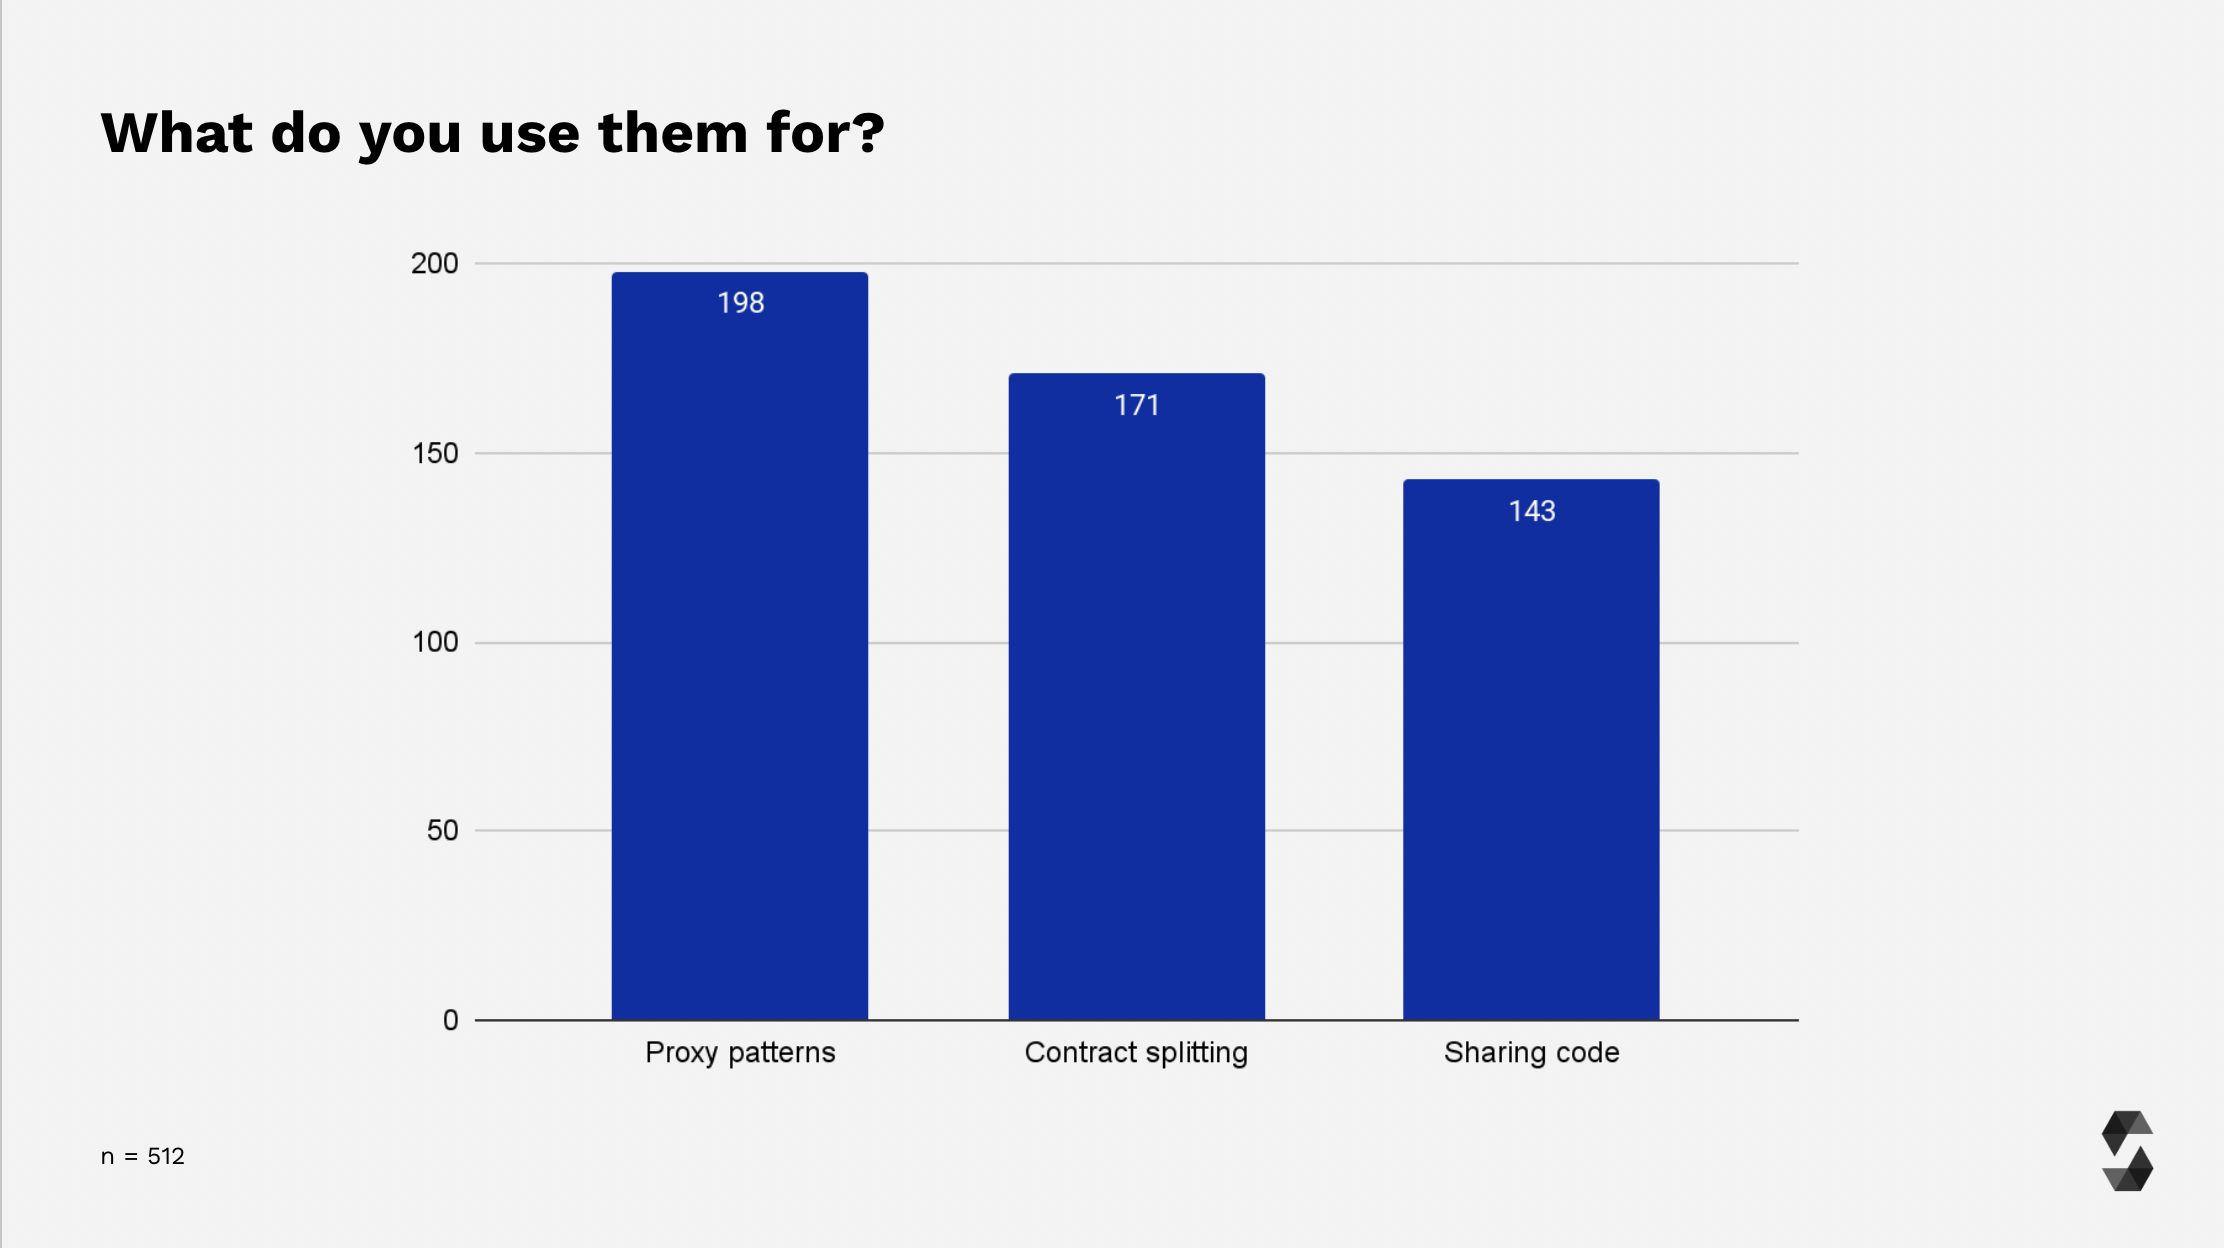 What do you use them for?
200
150
100
50
0
198
171
143
Proxy patterns
Contract splitting
Sharing code
n = 512